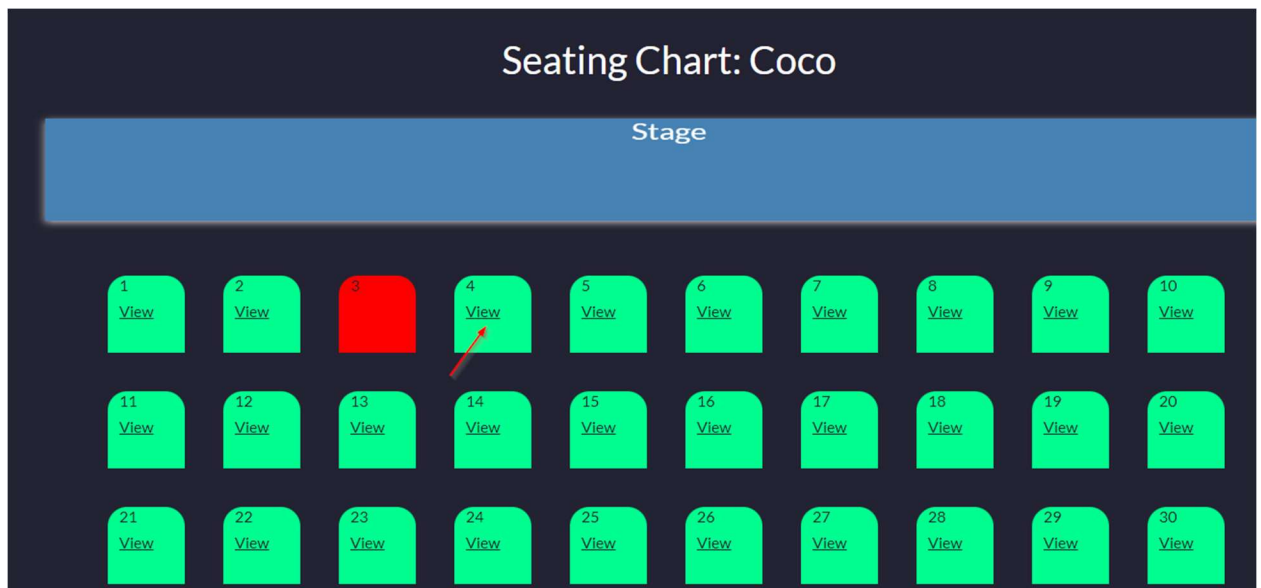 Seating Chart: Coco
Stage
1 2 3 4 5 6 7 8 9 10
View View View View View View View View View
11 12 13 14 15 16 17 18 19 20
View View View View View View View View View View
21 22 23 24 25 26 27 28 29 30
View View View View View View View View View View